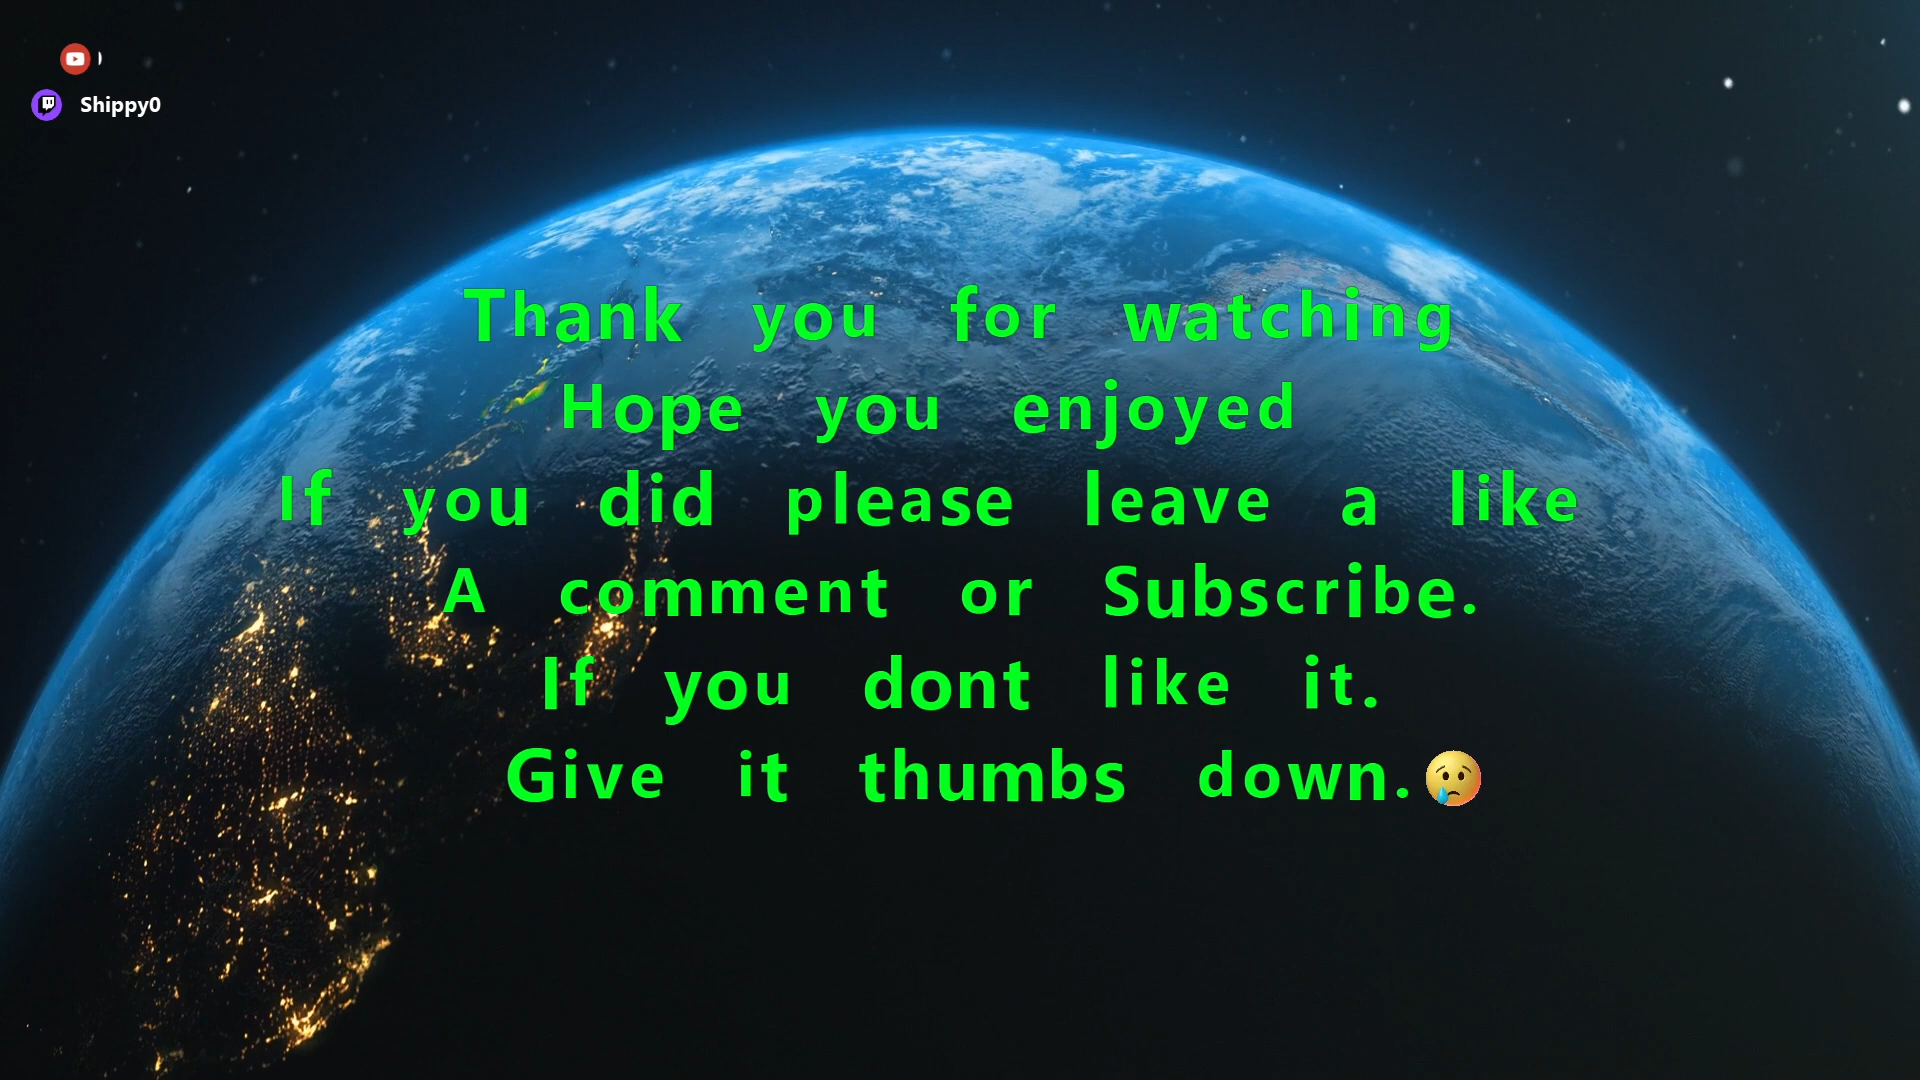 Shippy0
Thank you for watching
Hope you enjoyed
If you did please leave a like
A comment or Subscribe.
If you dont like it.
Give it thumbs down.😢